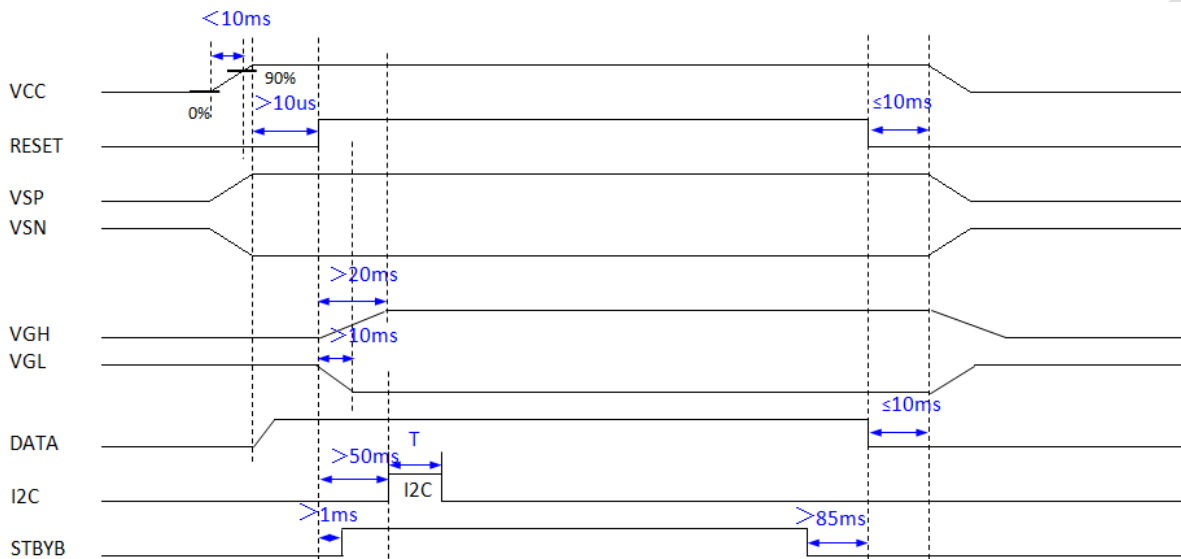 <10ms
VCC
90%
0%
>10us
≤10ms
RESET
VSP
VSN
>20ms
VGH
>10ms
VGL
≤10ms
DATA
T
>50ms
I2C
I2C
>1ms
>85ms
STBYB